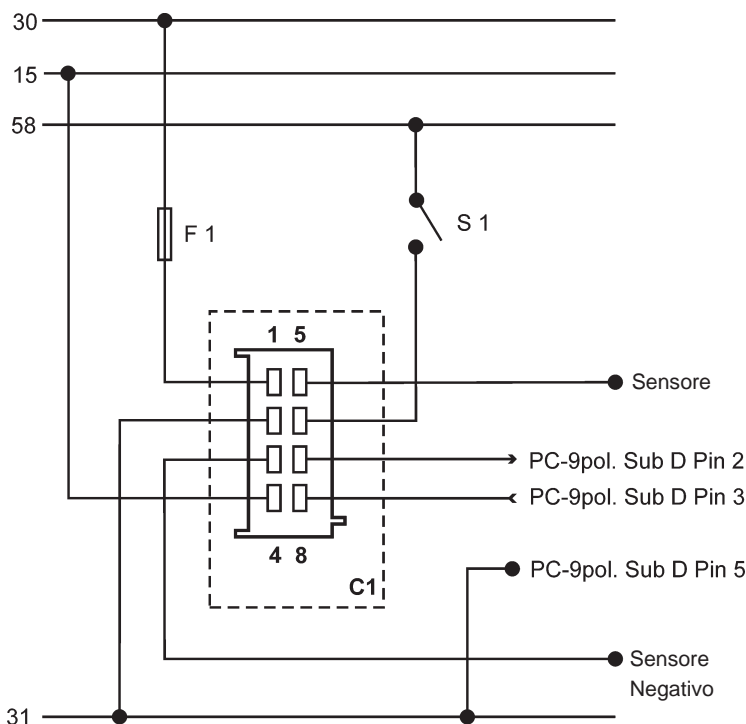 30
15
58
S 1
F 1
1 5
Sensore
PC-9pol. Sub D Pin 2
PC-9pol. Sub D Pin 3
4 8
PC-9pol. Sub D Pin 5
C1
Sensore
Negativo
31